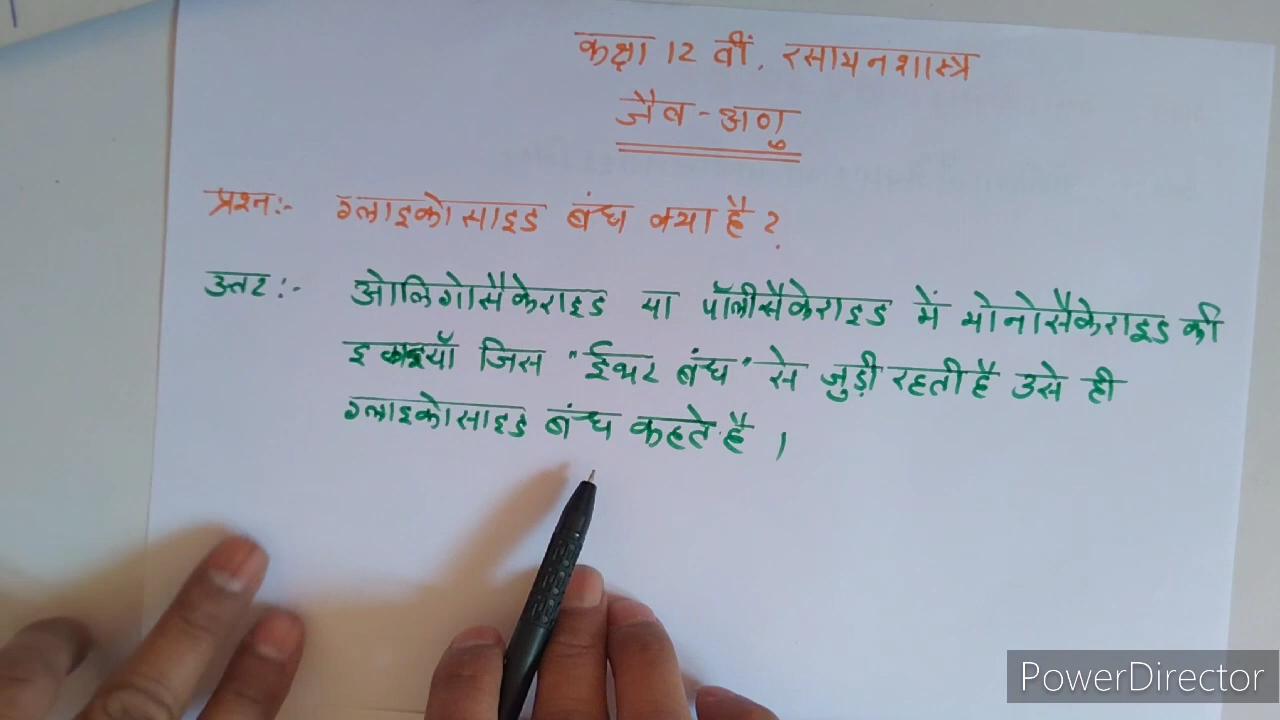 कक्षा 12 वीं, रसायनशास्त्र
जैव-अणु
प्रश्न:- ग्लाइकोसाइड बंध क्या है?
उत्तर:- ओलिगोसैकेराइड या पॉलीसैकेराइड में मोनोसैकेराइड की
इकाइयाँ जिस "ईथर बंध" से जुड़ी रहती है उसे ही
ग्लाइकोसाइड बंध कहते है ।
PowerDirector